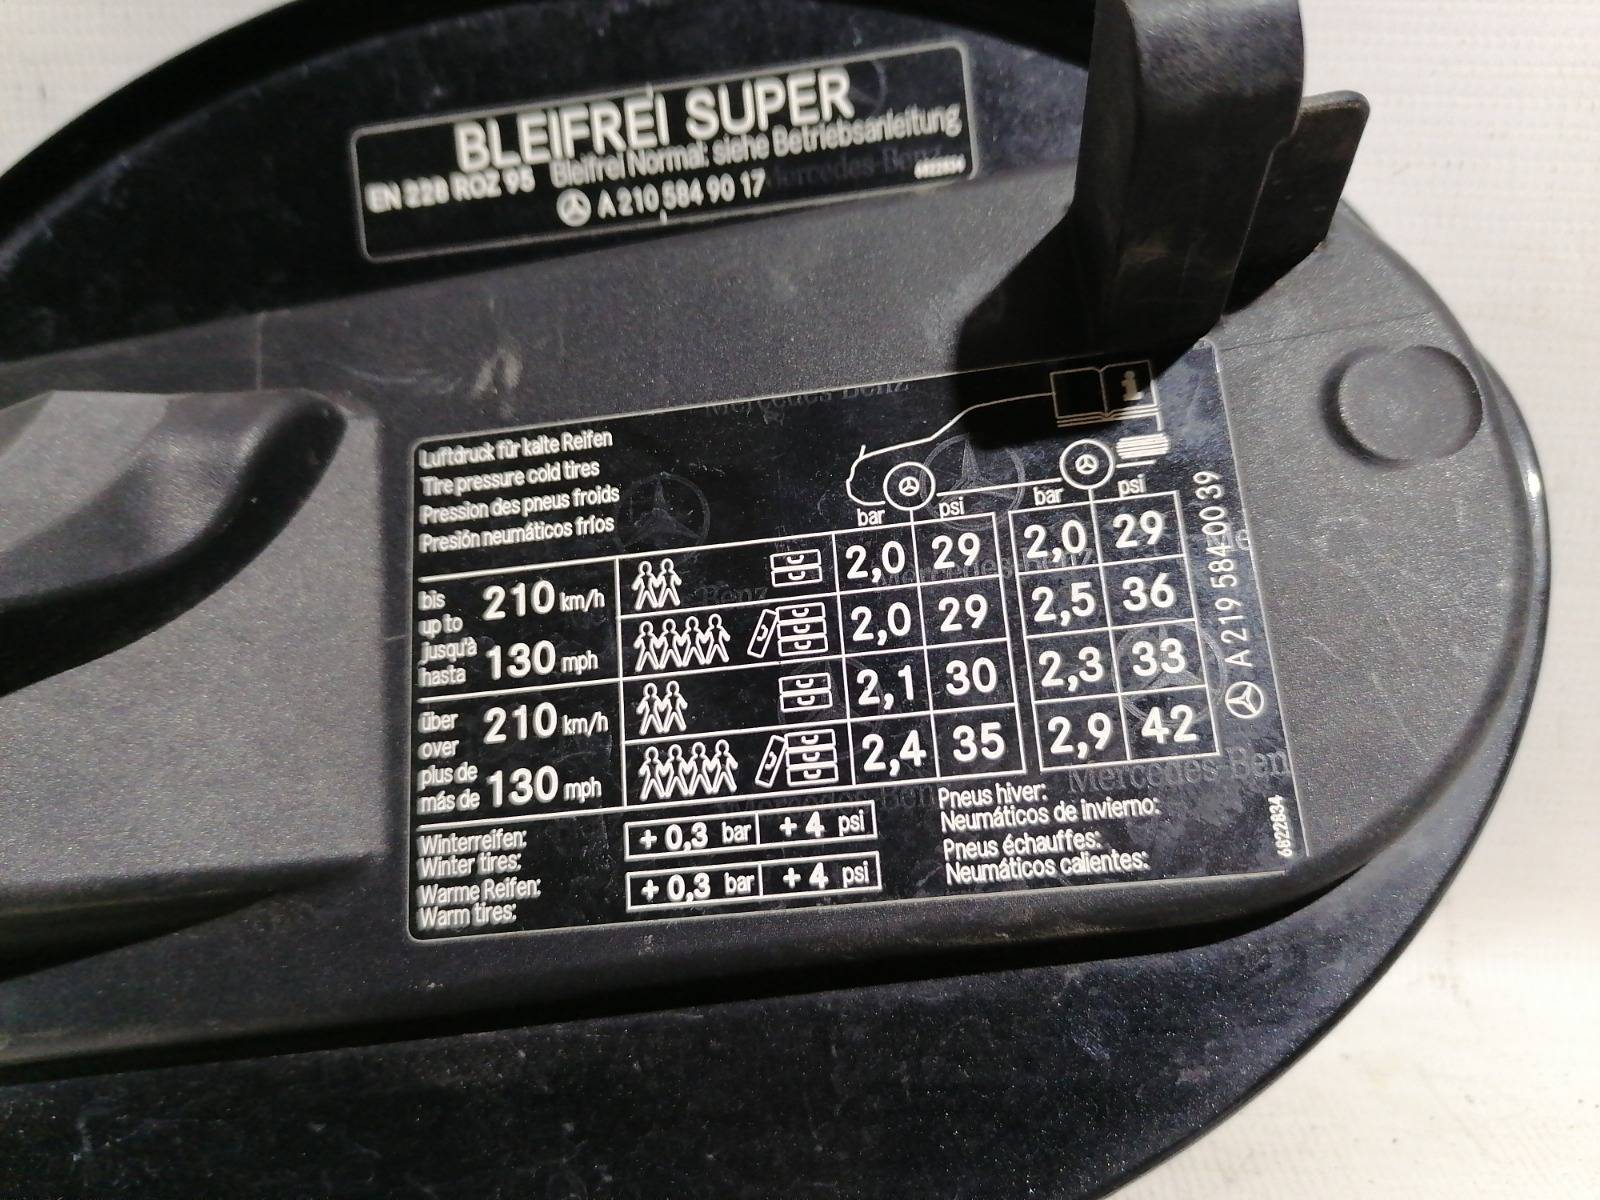 BLEIFREI SUPER
EN 228 ROZ 95 Bleifrei Normal: siehe Betriebsanleitung
A 210 584 90 17
6822834
Luftdruck für kalte Reifen
Tire pressure cold tires
Pression des pneus froids
Presión neumáticos fríos
bar psi bar psi
bis
up to
jusqu'à
hasta
210 km/h
130 mph
2,0 29 2,0 29
2,0 29 2,5 36
über
over
plus de
más de
210 km/h
130 mph
2,1 30 2,3 33
2,4 35 2,9 42
Winterreifen:
Winter tires:
+ 0,3 bar + 4 psi
Pneus hiver:
Neumáticos de invierno:
Warme Reifen:
Warm tires:
+ 0,3 bar + 4 psi
Pneus échauffes:
Neumáticos calientes:
A 219 584 00 39
6822834
Mercedes-Benz